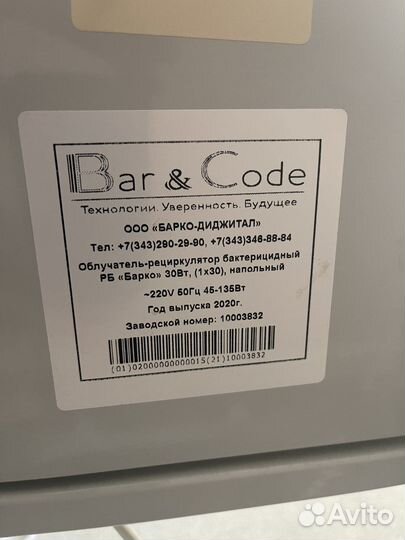 Bar & Code
Технологии. Уверенность. Будущее
ООО «БАРКО-ДИДЖИТАЛ»
Тел: +7(343)290-29-90, +7(343)346-88-84
Облучатель-рециркулятор бактерицидный
РБ «Барко» 30Вт, (1х30), напольный
~220V 50Гц 45-135Вт
Год выпуска 2020г.
Заводской номер: 10003832
(01)02000000000015(21)10003832
Avito